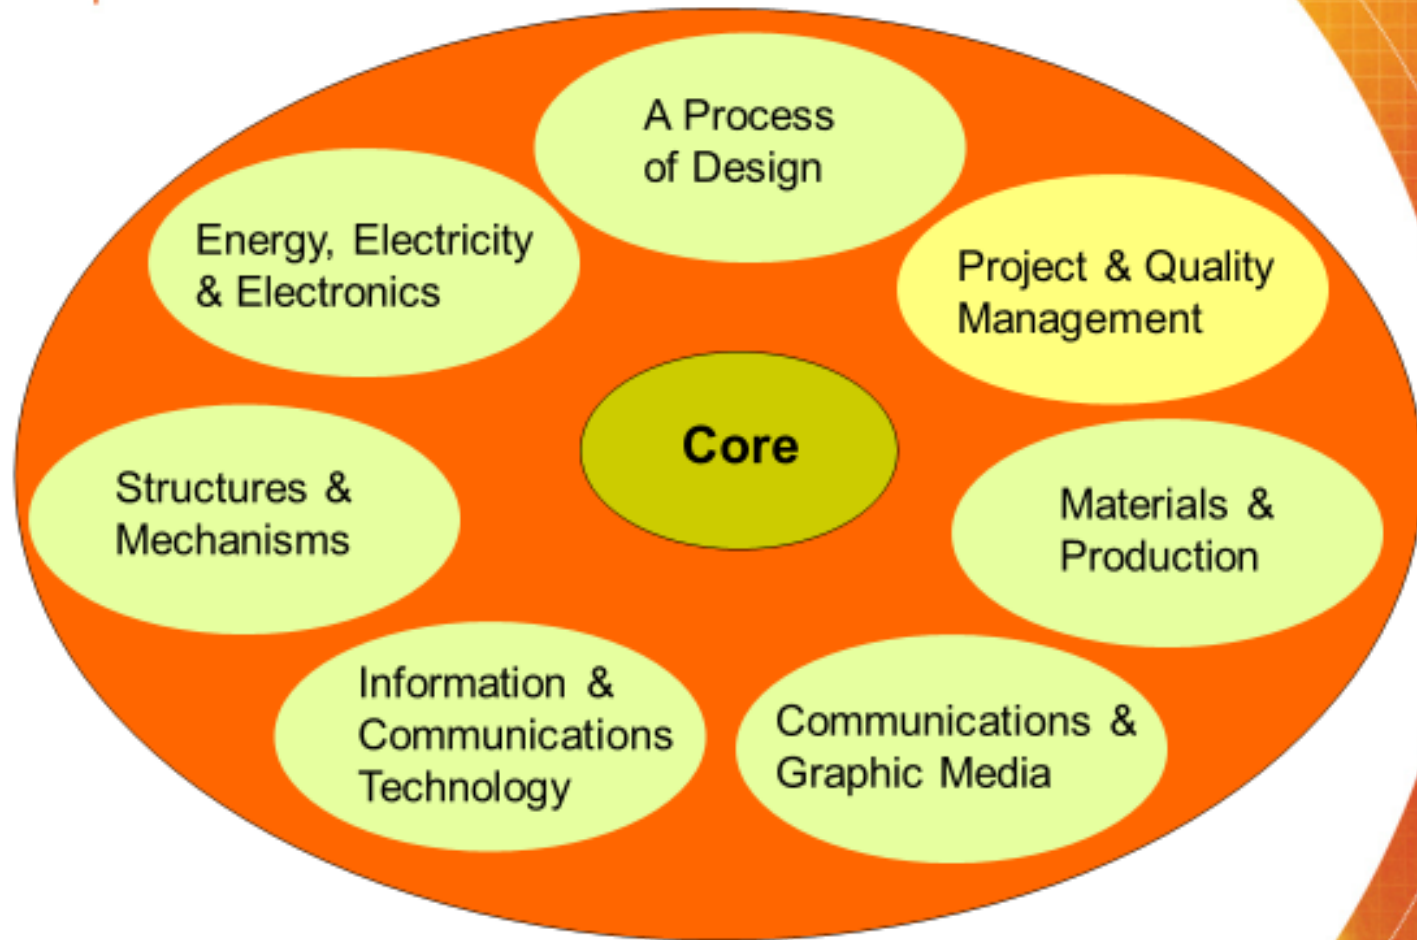 A Process
of Design
Energy, Electricity
& Electronics
Project & Quality
Management
Core
Structures &
Mechanisms
Materials &
Production
Information &
Communications
Technology
Communications &
Graphic Media